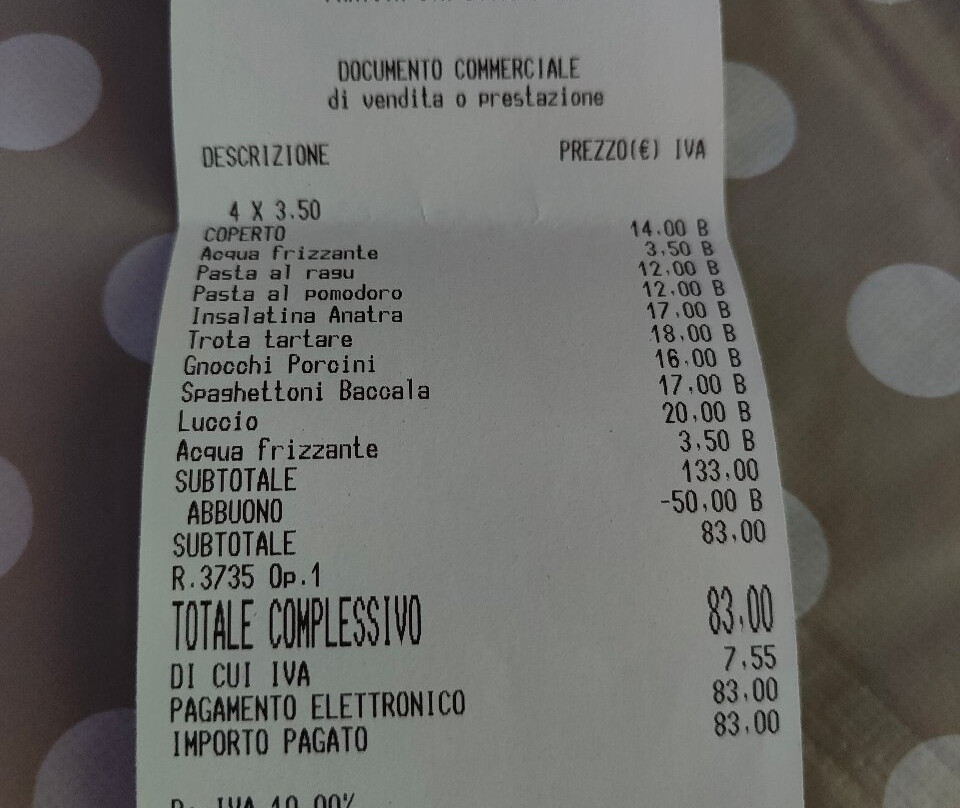 DOCUMENTO COMMERCIALE
di vendita o prestazione
DESCRIZIONE PREZZO(€) IVA
4 X 3.50
COPERTO 14.00 B
Acqua frizzante 3,50 B
Pasta al ragu 12,00 B
Pasta al pomodoro 12,00 B
Insalatina Anatra 17,00 B
Trota tartare 18,00 B
Gnocchi Porcini 16,00 B
Spaghettoni Baccala 17,00 B
Luccio 20,00 B
Acqua frizzante 3,50 B
SUBTOTALE 133,00
ABBUONO -50,00 B
SUBTOTALE 83,00
R.3735 Op.1
TOTALE COMPLESSIVO 83,00
DI CUI IVA 7,55
PAGAMENTO ELETTRONICO 83,00
IMPORTO PAGATO 83,00
IVA 10,00%